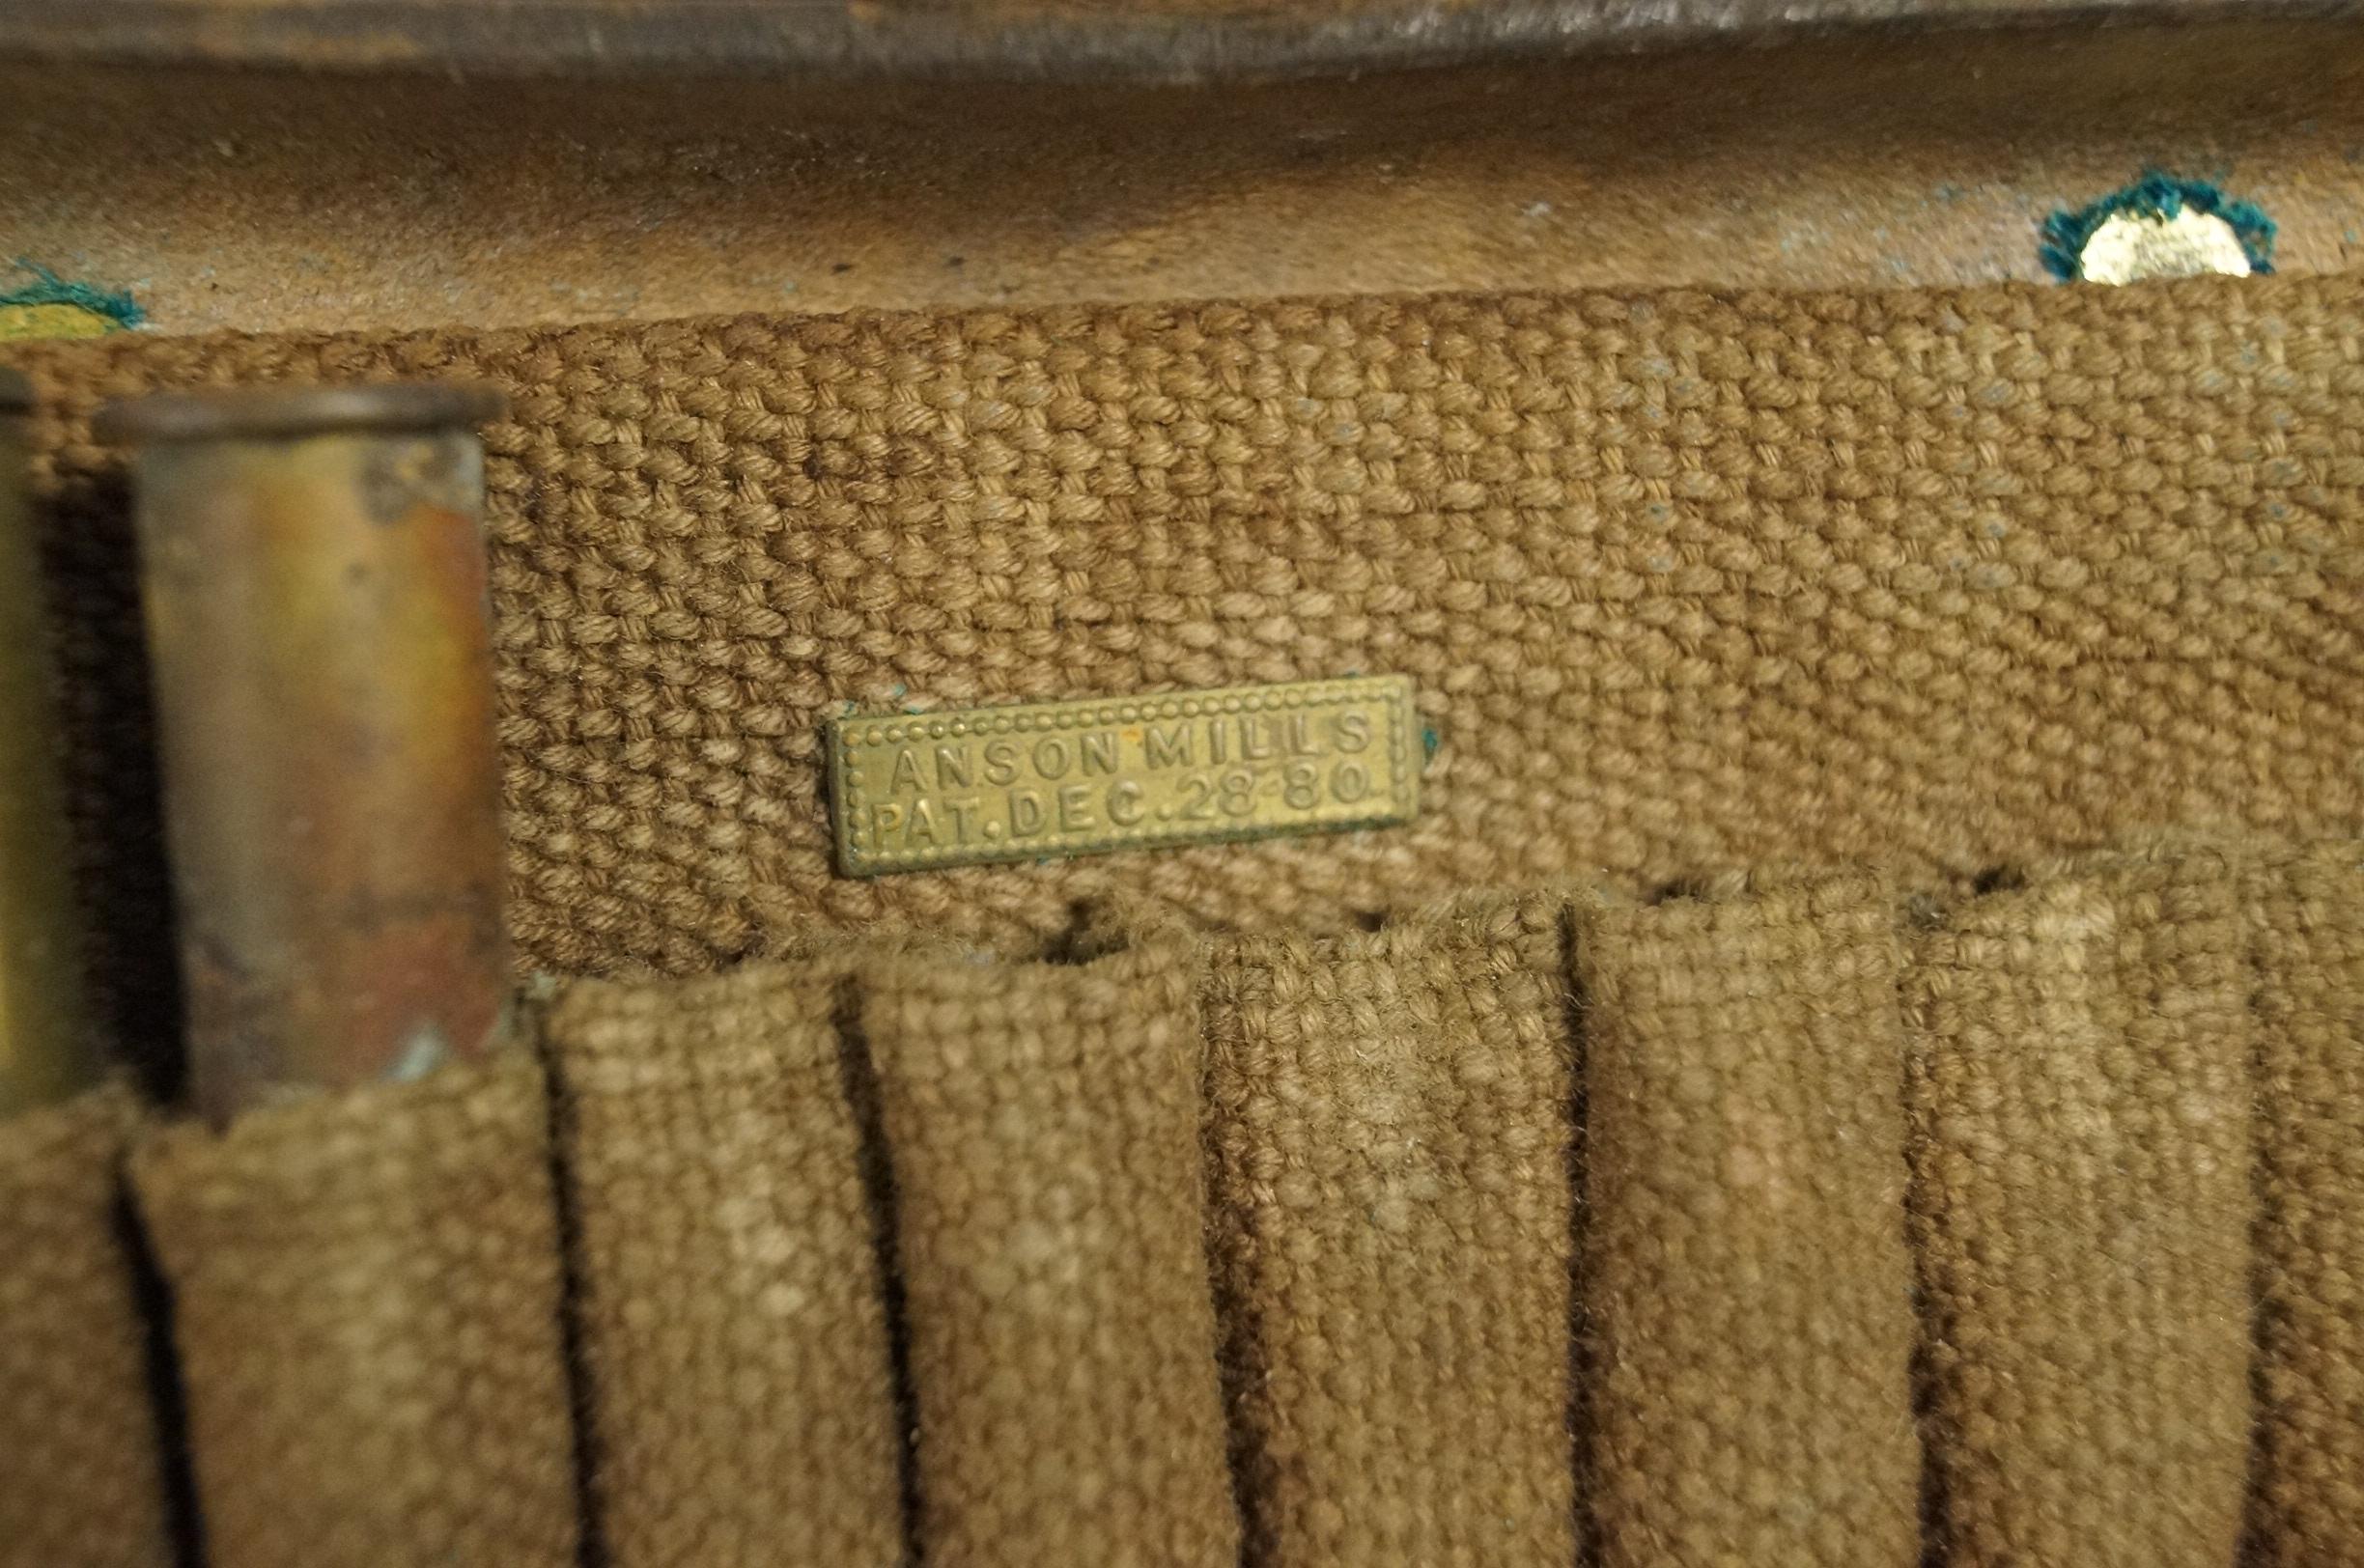 ANSON MILLS
PAT. DEC. 28-80